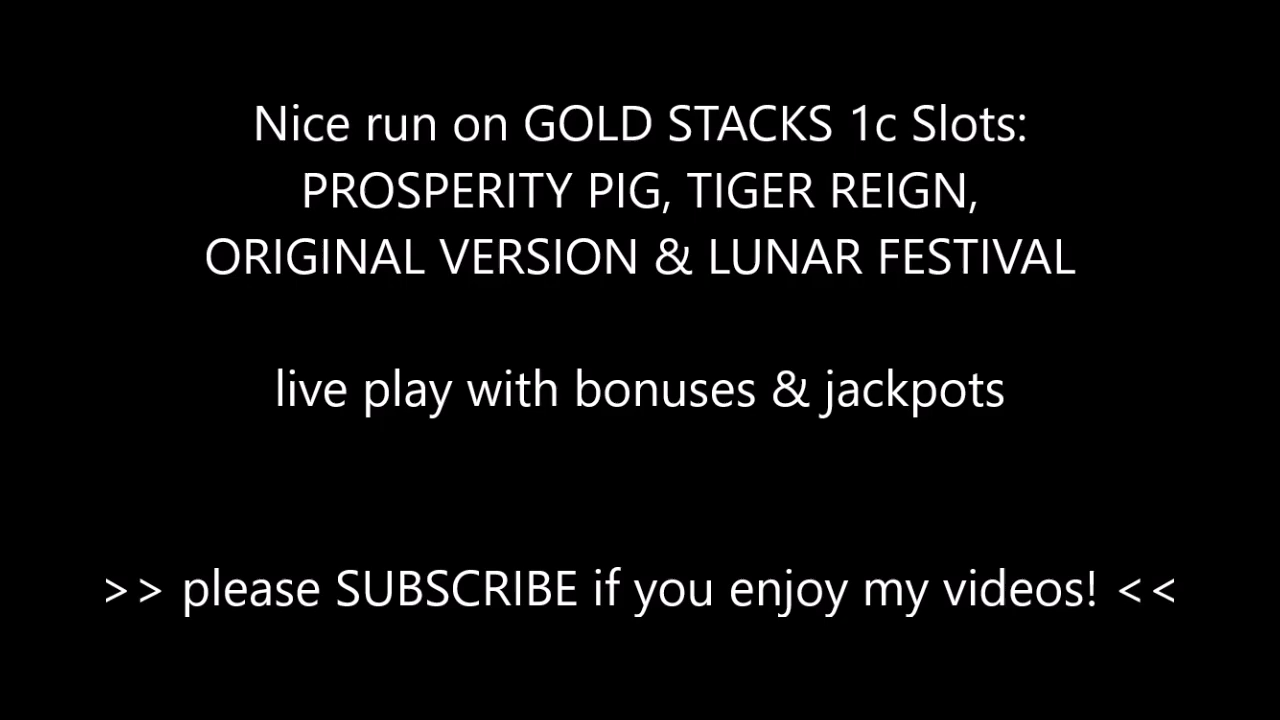 Nice run on GOLD STACKS 1c Slots:
PROSPERITY PIG, TIGER REIGN,
ORIGINAL VERSION & LUNAR FESTIVAL
live play with bonuses & jackpots
>> please SUBSCRIBE if you enjoy my videos! <<